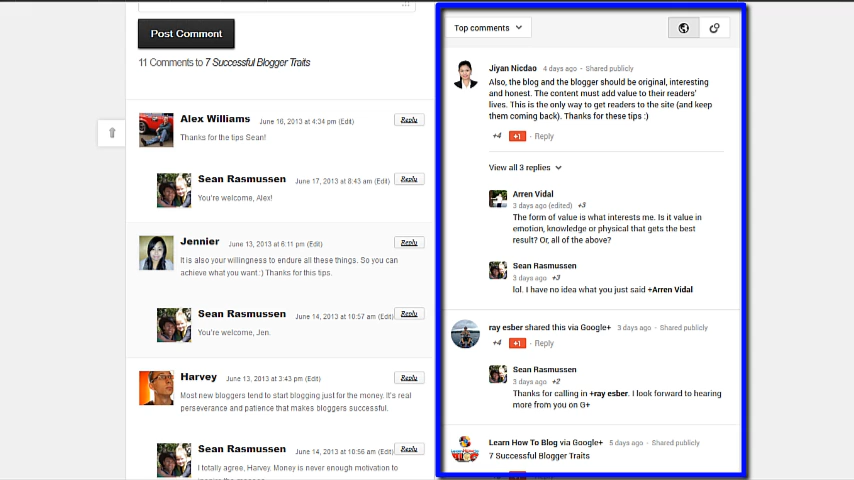 Post Comment
11 Comments to 7 Successful Blogger Traits
Alex Williams June 16, 2013 at 4:34 pm (Edit) Reply
Thanks for the tips Sean!
Sean Rasmussen June 17, 2013 at 8:43 am (Edit) Reply
You're welcome, Alex!
Jennier June 13, 2013 at 6:11 pm (Edit) Reply
It is also your willingness to endure all these things. So you can
achieve what you want.:) Thanks for this tips.
Sean Rasmussen June 14, 2013 at 10:57 am (Edit) Reply
You're welcome, Jen.
Harvey June 13, 2013 at 3:43 pm (Edit) Reply
Most new bloggers tend to start blogging just for the money. It's real
perseverance and patience that makes bloggers successful.
Sean Rasmussen June 14, 2013 at 10:56 am (Edit) Reply
I totally agree, Harvey. Money is never enough motivation to
Top comments
Jiyan Nicdao 4 days ago - Shared publicly
Also, the blog and the blogger should be original, interesting
and honest. The content must add value to their readers'
lives. This is the only way to get readers to the site (and keep
them coming back). Thanks for these tips :)
+4 +1 Reply
View all 3 replies
Arren Vidal
3 days ago (edited) +3
The form of value is what interests me. Is it value in
emotion, knowledge or physical that gets the best
result? Or, all of the above?
Sean Rasmussen
3 days ago +3
lol. I have no idea what you just said +Arren Vidal
ray esber shared this via Google+ 3 days ago - Shared publicly
+4 +1 Reply
Sean Rasmussen
3 days ago +2
Thanks for calling in +ray esber. I look forward to hearing
more from you on G+
Learn How To Blog via Google+ 5 days ago - Shared publicly
7 Successful Blogger Traits